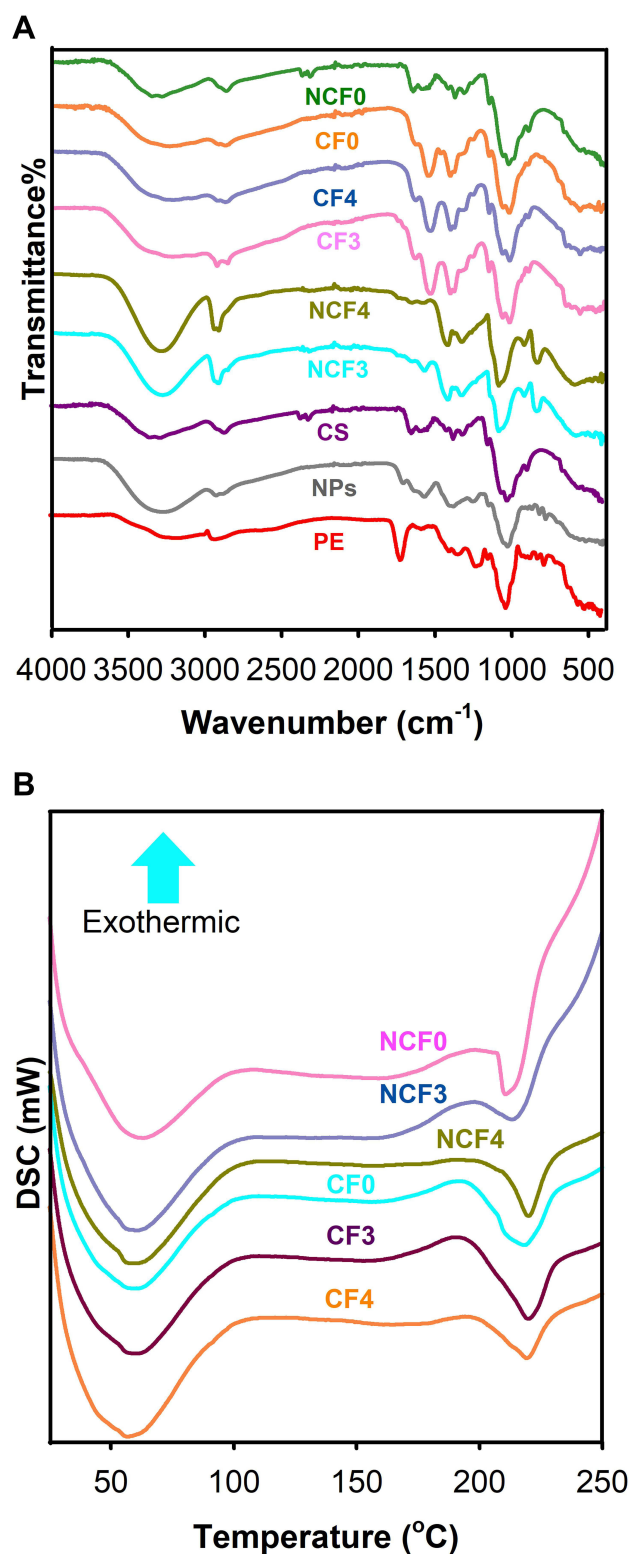 A
NCF0
CF0
CF4
CF3
NCF4
NCF3
CS
NPs
PE
Transmittance%
4000 3500 3000 2500 2000 1500 1000 500
Wavenumber (cm-1)
B
Exothermic
NCF0
NCF3
NCF4
CF0
CF3
CF4
DSC (mW)
50 100 150 200 250
Temperature (oC)